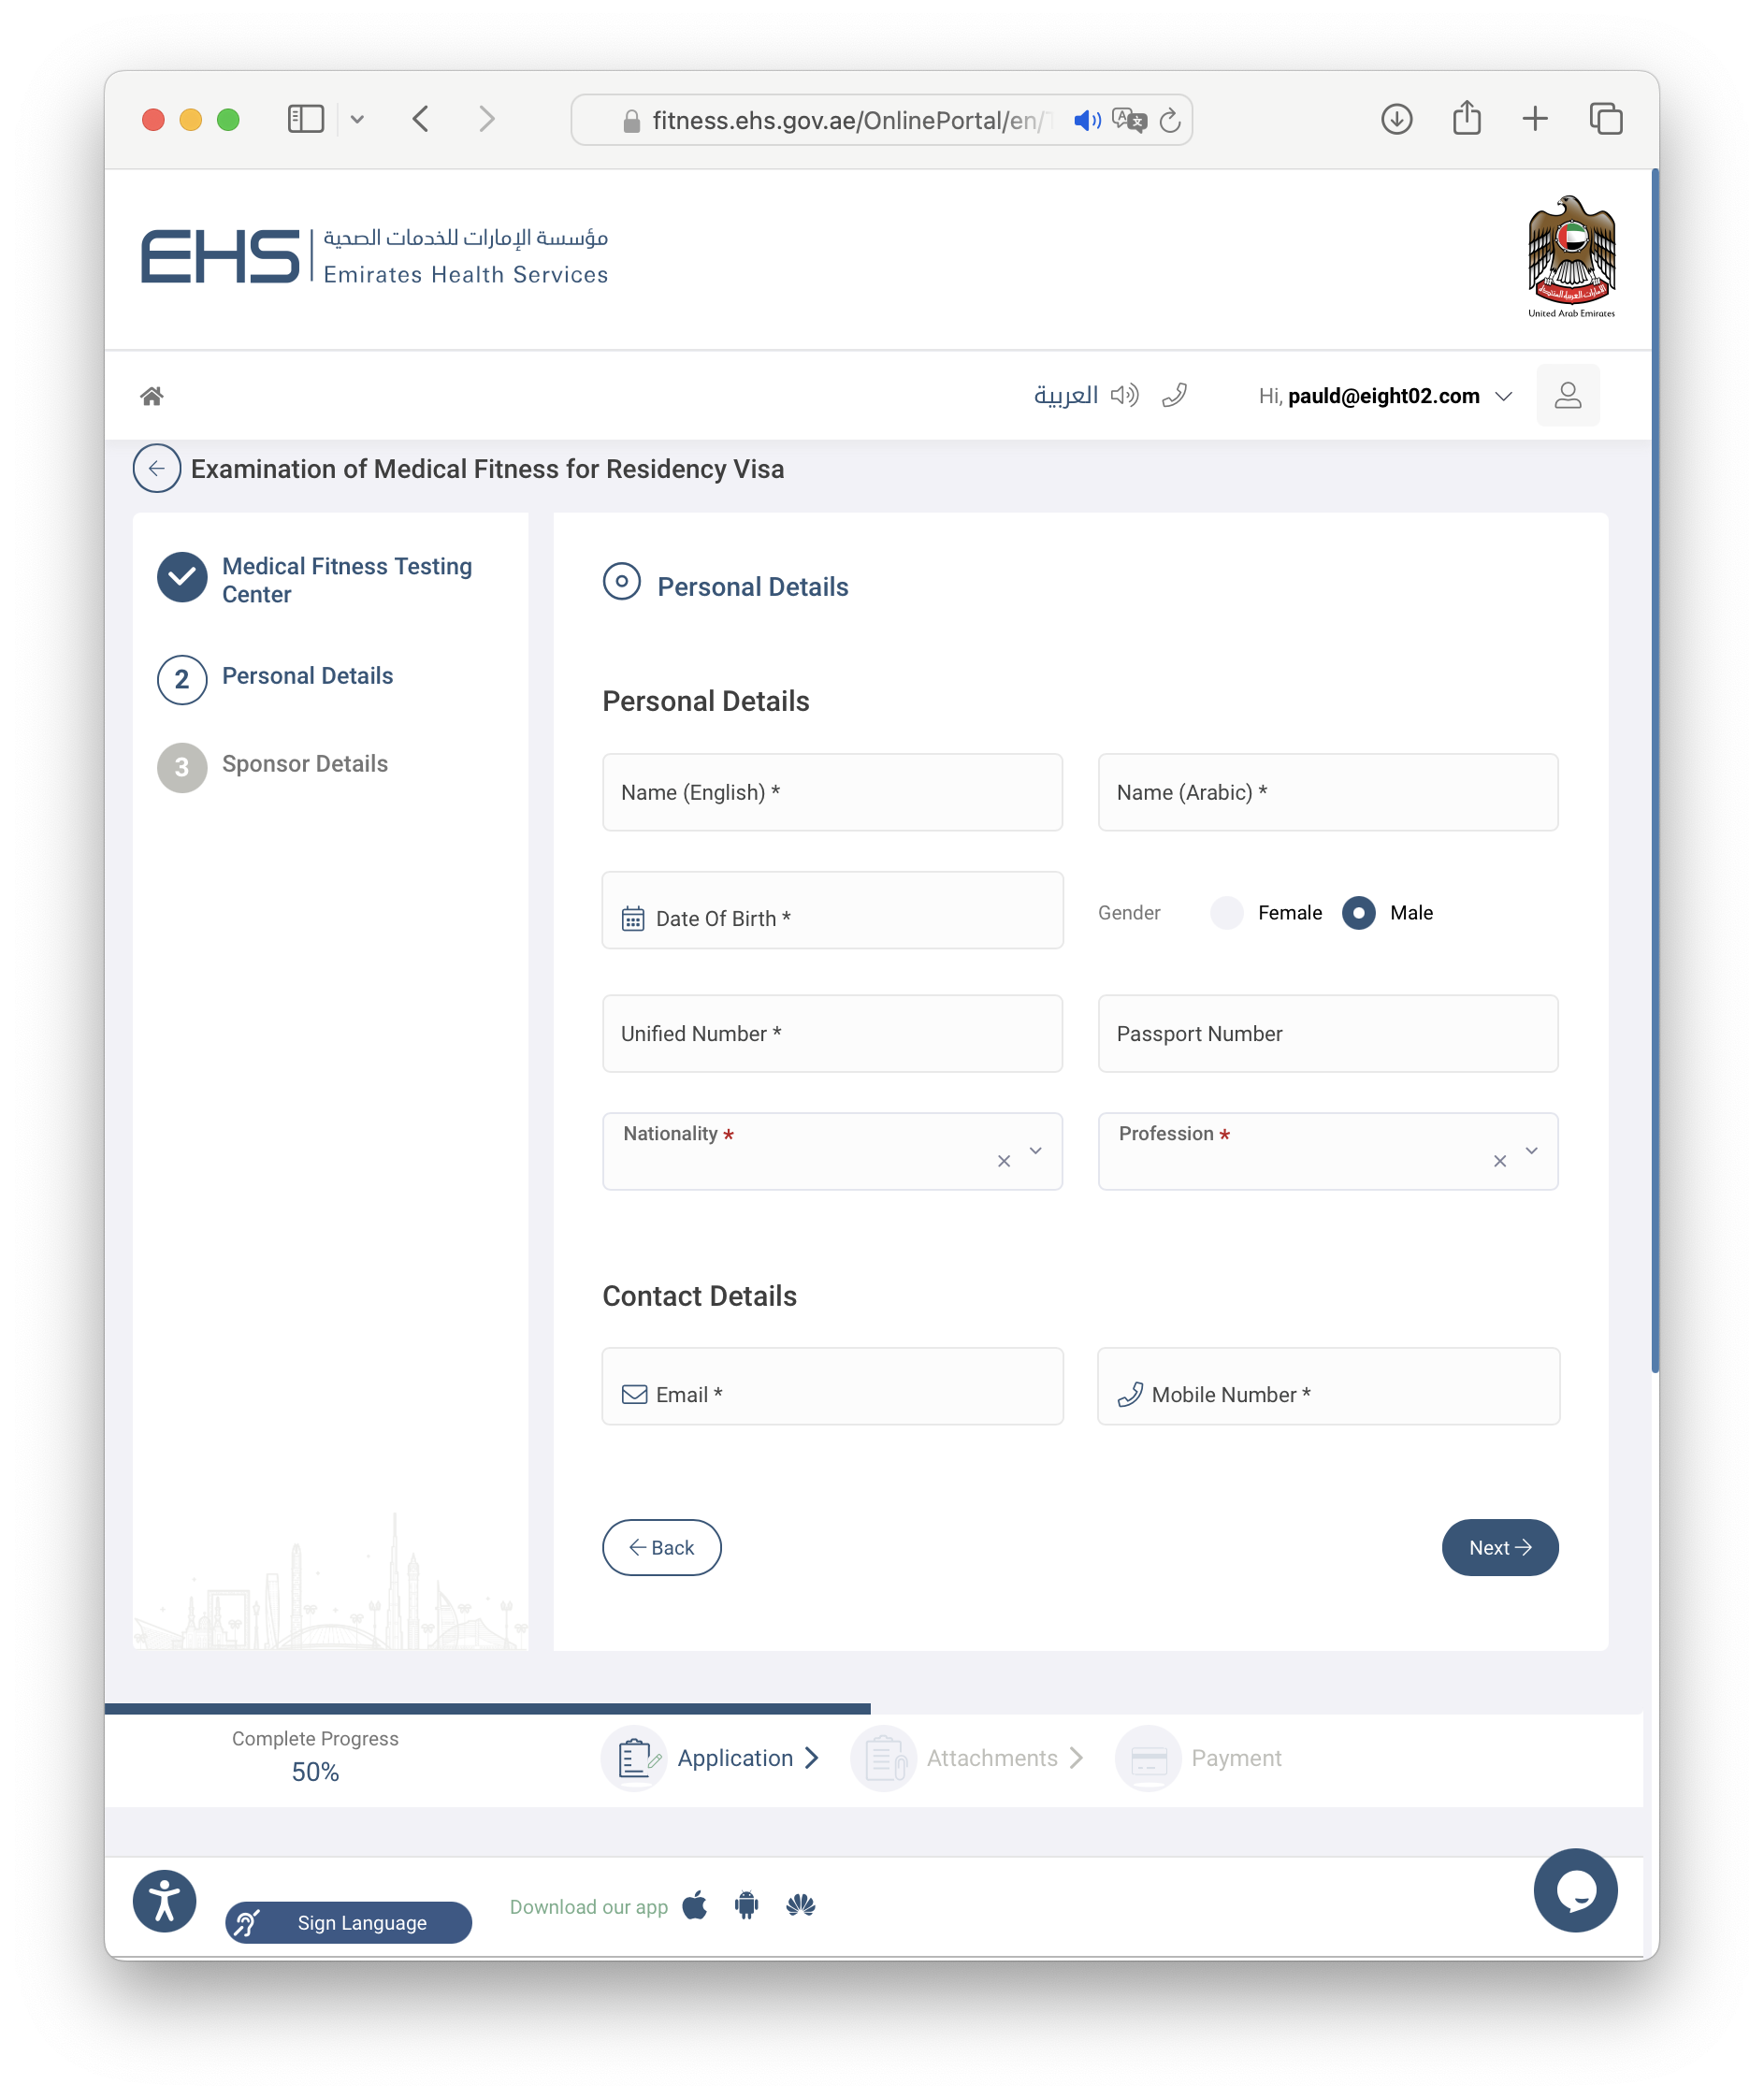 fitness.ehs.gov.ae/OnlinePortal/en/
EHS
مؤسسة الإمارات للخدمات الصحية
Emirates Health Services
United Arab Emirates
العربية
Hi, pauld@eight02.com
Examination of Medical Fitness for Residency Visa
Medical Fitness Testing
Center
2 Personal Details
3 Sponsor Details
Personal Details
Personal Details
Name (English) *
Name (Arabic) *
Date Of Birth *
Gender Female Male
Unified Number *
Passport Number
Nationality *
Profession *
Contact Details
Email *
Mobile Number *
Back
Next
Complete Progress
50%
Application
Attachments
Payment
Sign Language
Download our app